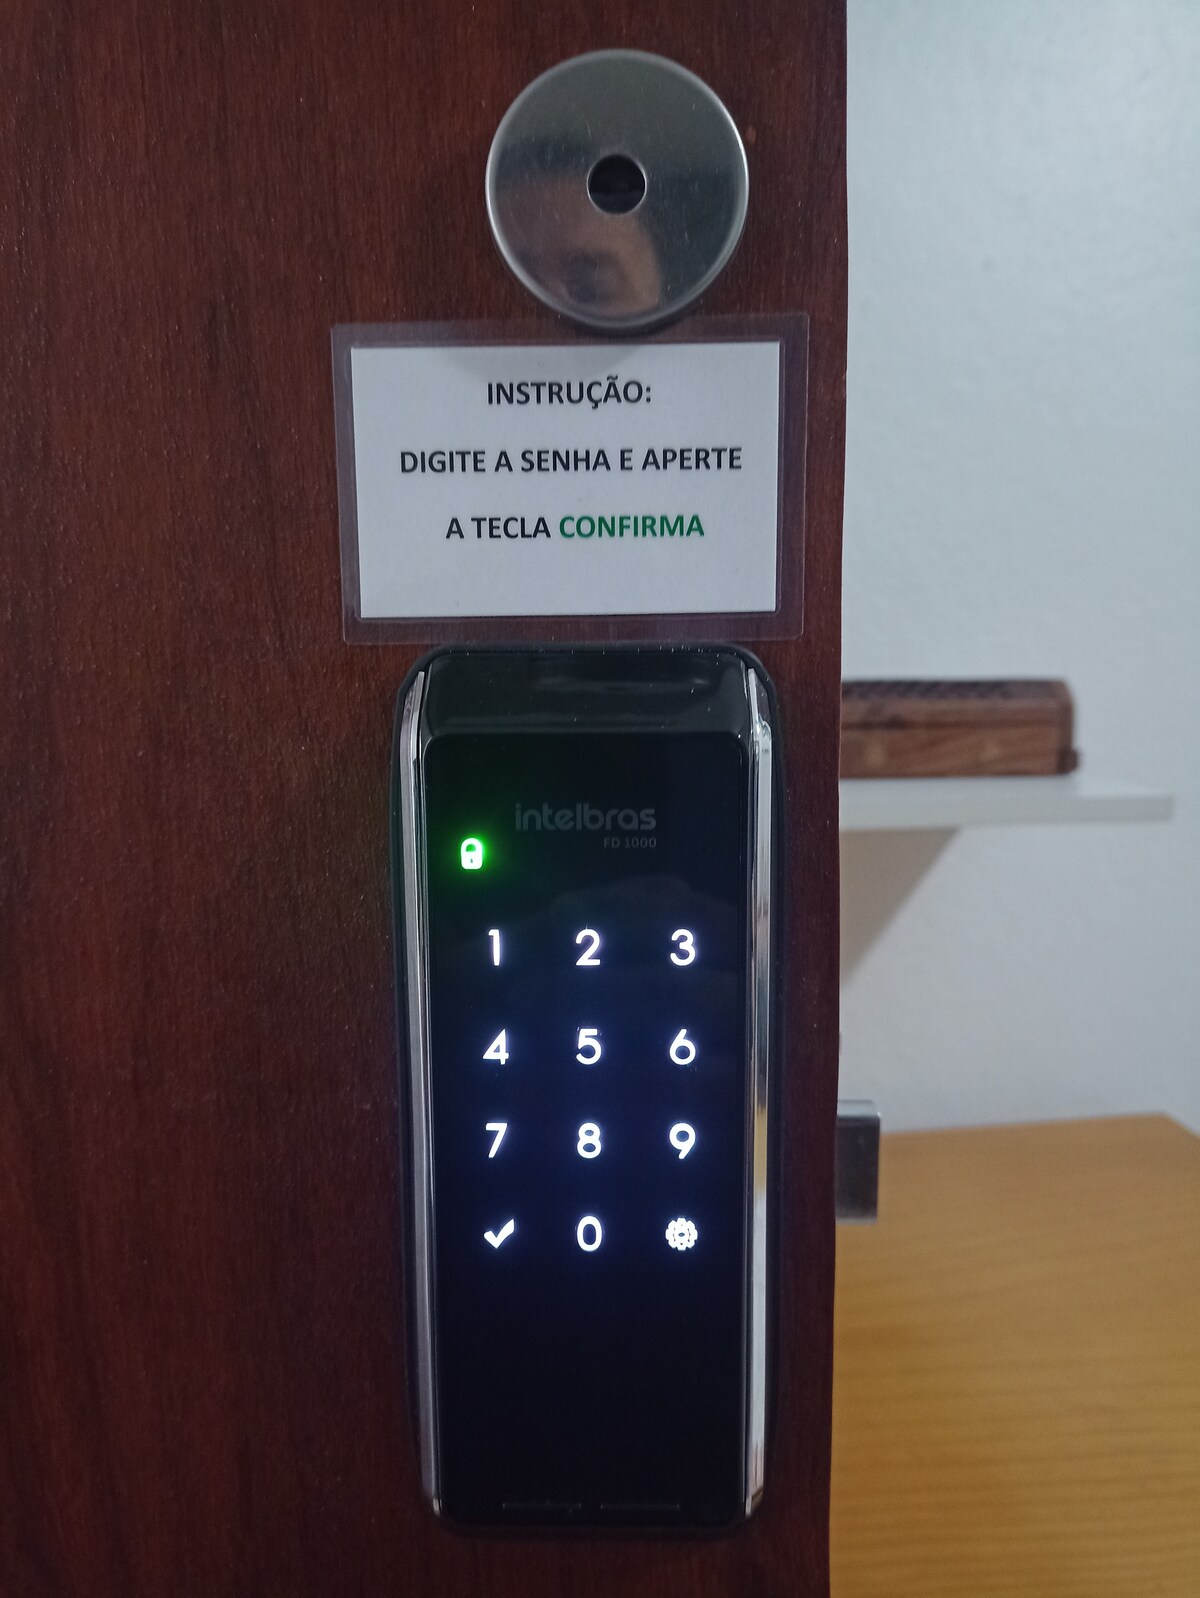 INSTRUÇÃO:
DIGITE A SENHA E APERTE
A TECLA CONFIRMA
intelbras
FD 1000
1 2 3
4 5 6
7 8 9
0